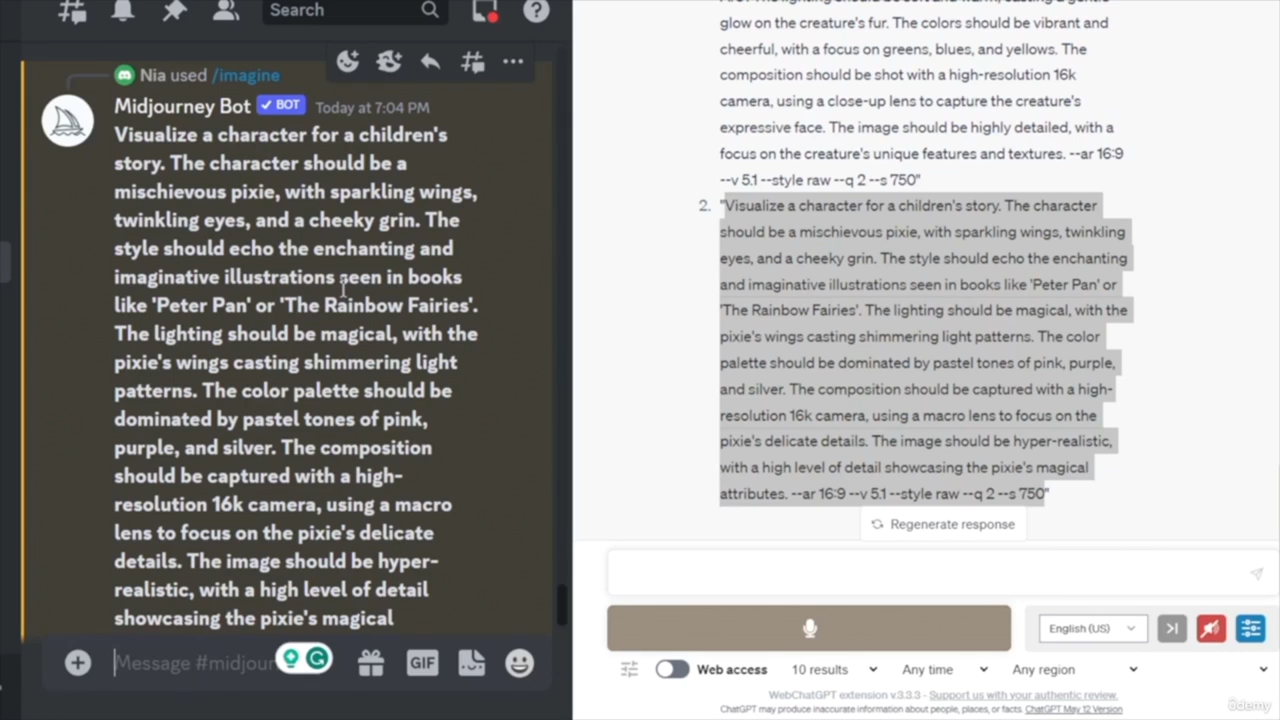 Search
Nia used /imagine
Midjourney Bot ✓ BOT Today at 7:04 PM
Visualize a character for a children's
story. The character should be a
mischievous pixie, with sparkling wings,
twinkling eyes, and a cheeky grin. The
style should echo the enchanting and
imaginative illustrations seen in books
like 'Peter Pan' or 'The Rainbow Fairies'.
The lighting should be magical, with the
pixie's wings casting shimmering light
patterns. The color palette should be
dominated by pastel tones of pink,
purple, and silver. The composition
should be captured with a high-
resolution 16k camera, using a macro
lens to focus on the pixie's delicate
details. The image should be hyper-
realistic, with a high level of detail
showcasing the pixie's magical
Message #midjour
GIF
glow on the creature's fur. The colors should be vibrant and
cheerful, with a focus on greens, blues, and yellows. The
composition should be shot with a high-resolution 16k
camera, using a close-up lens to capture the creature's
expressive face. The image should be highly detailed, with a
focus on the creature's unique features and textures. --ar 16:9
--v 5.1 --style raw --q 2 --s 750"
2. "Visualize a character for a children's story. The character
should be a mischievous pixie, with sparkling wings, twinkling
eyes, and a cheeky grin. The style should echo the enchanting
and imaginative illustrations seen in books like 'Peter Pan' or
'The Rainbow Fairies'. The lighting should be magical, with the
pixie's wings casting shimmering light patterns. The color
palette should be dominated by pastel tones of pink, purple,
and silver. The composition should be captured with a high-
resolution 16k camera, using a macro lens to focus on the
pixie's delicate details. The image should be hyper-realistic,
with a high level of detail showcasing the pixie's magical
attributes. --ar 16:9 --v 5.1 --style raw --q 2 --s 750"
Regenerate response
English (US)
Web access 10 results Any time Any region
WebChatGPT extension v.3.3.3 - Support us with your authentic review.
ChatGPT may produce inaccurate information about people, places, or facts. ChatGPT May 12 Version
ûdemy